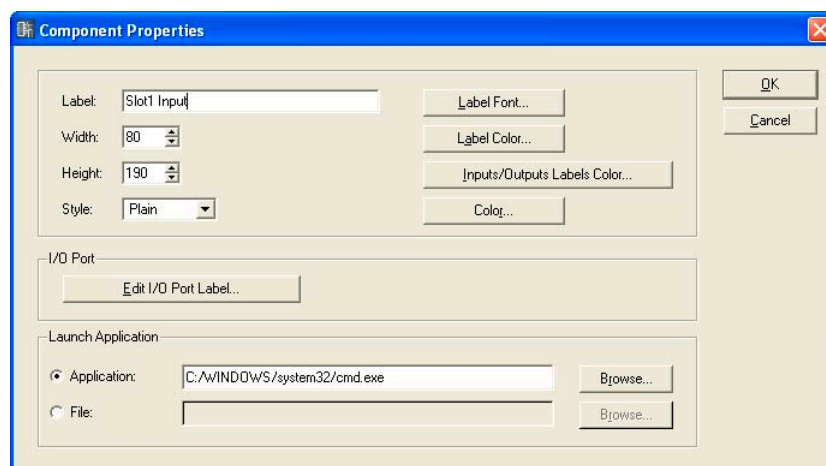 Component Properties
Label: Slot1 Input Label Font... OK
Width: 80 Label Color... Cancel
Height: 190 Inputs/Outputs Labels Color...
Style: Plain Color...
I/O Port
Edit I/O Port Label...
Launch Application
Application: C:/WINDOWS/system32/cmd.exe Browse...
File: Browse...